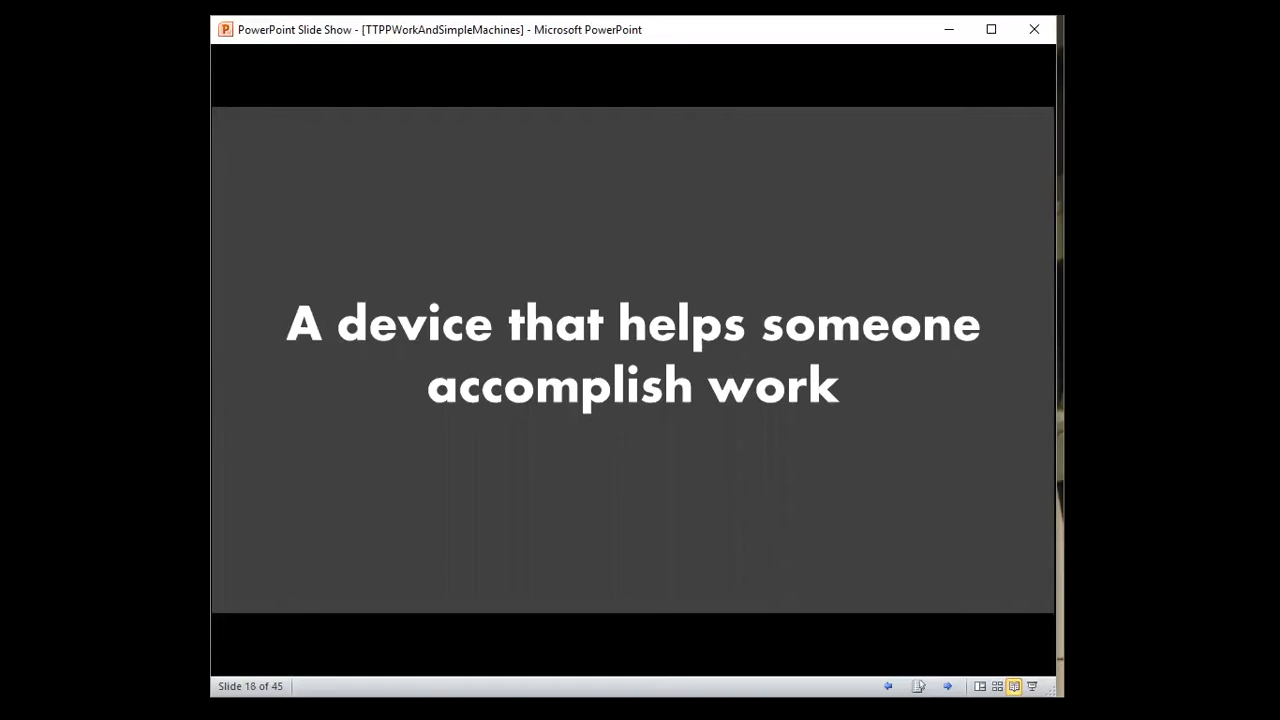 PowerPoint Slide Show - [TTPPWorkAndSimpleMachines] - Microsoft PowerPoint
A device that helps someone
accomplish work
Slide 18 of 45